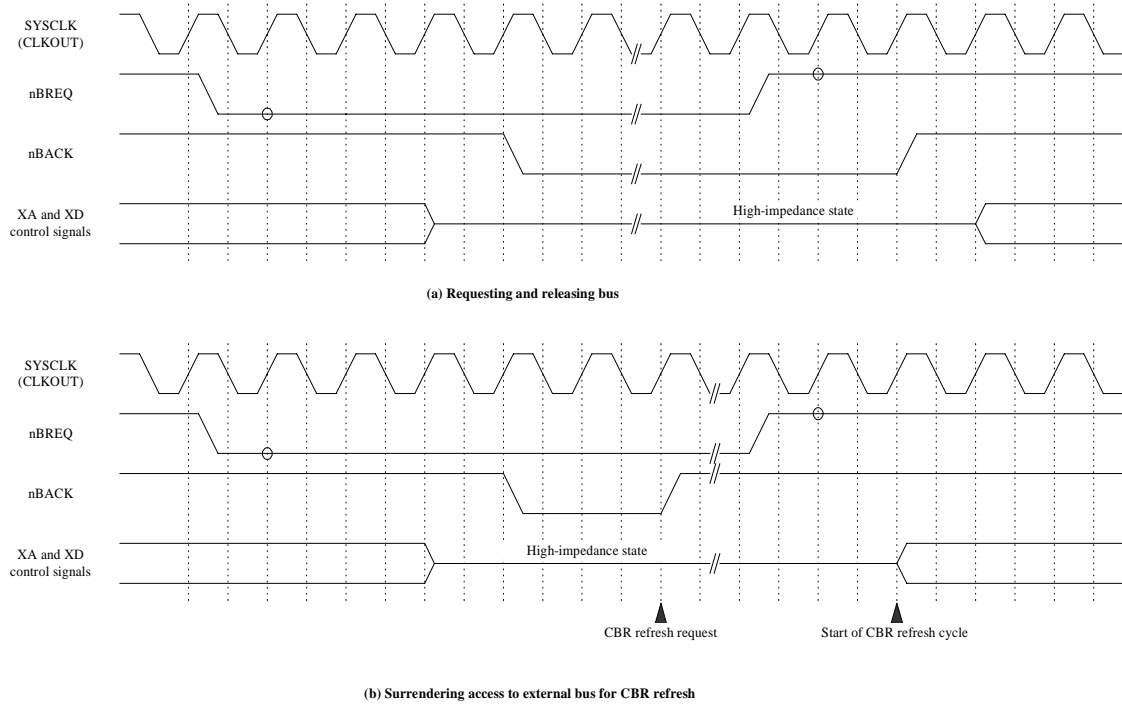 SYSCLK
(CLKOUT)
nBREQ
nBACK
XA and XD
control signals
High-impedance state
(a) Requesting and releasing bus
SYSCLK
(CLKOUT)
nBREQ
nBACK
XA and XD
control signals
High-impedance state
CBR refresh request
Start of CBR refresh cycle
(b) Surrendering access to external bus for CBR refresh